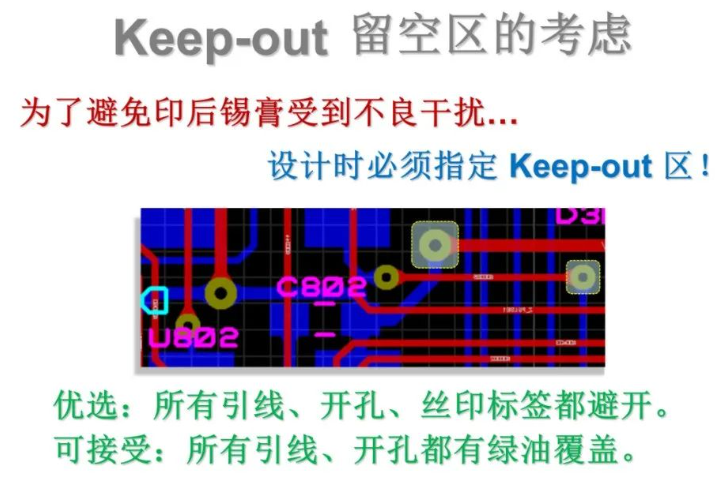 Keep-out 留空区的考虑
为了避免印后锡膏受到不良干扰...
设计时必须指定 Keep-out 区！
C802
U802
优选：所有引线、开孔、丝印标签都避开。
可接受：所有引线、开孔都有绿油覆盖。